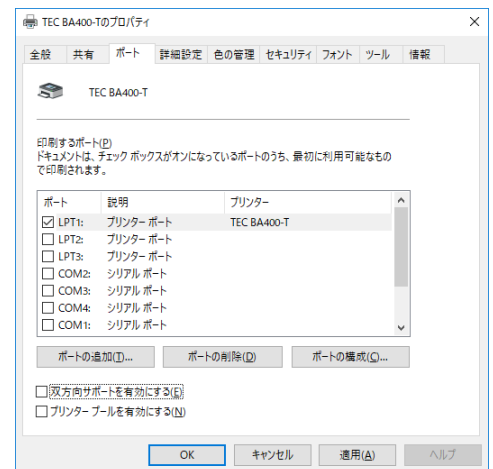 TEC BA400-Tのプロパティ
全般 共有 ポート 詳細設定 色の管理 セキュリティ フォント ツール 情報
TEC BA400-T
印刷するポート(P)
ドキュメントは、チェック ボックスがオンになっているポートのうち、最初に利用可能なもの
で印刷されます。
ポート 説明 プリンター
LPT1: プリンター ポート TEC BA400-T
LPT2: プリンター ポート
LPT3: プリンター ポート
COM2: シリアル ポート
COM3: シリアル ポート
COM4: シリアル ポート
COM1: シリアル ポート
ポートの追加(T)... ポートの削除(D) ポートの構成(C)...
双方向サポートを有効にする(E)
プリンター プールを有効にする(N)
OK キャンセル 適用(A) ヘルプ